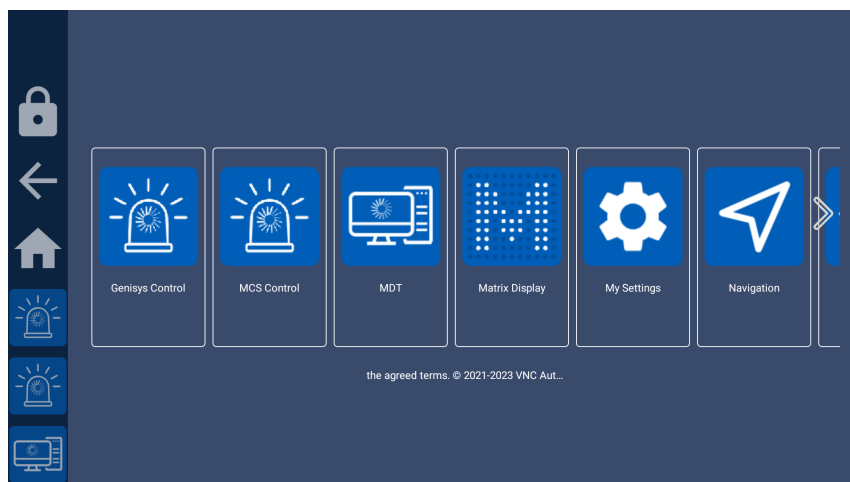 Genisys Control
MCS Control
MDT
Matrix Display
My Settings
Navigation
the agreed terms. © 2021-2023 VNC Aut...